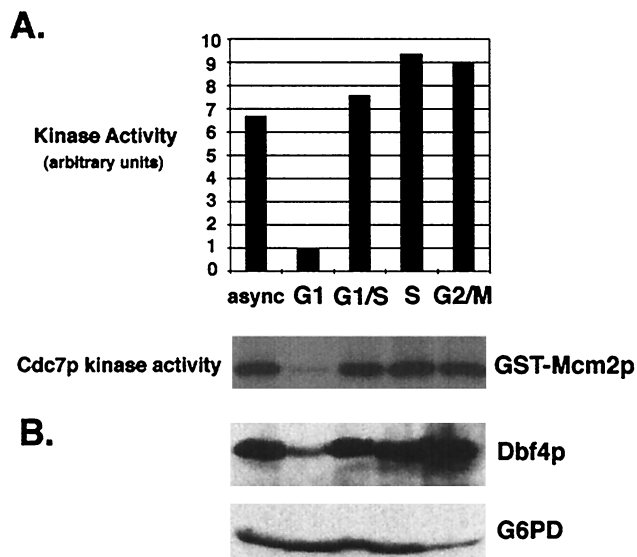 A.
10
9
8
7
6
5
4
3
2
1
0
Kinase Activity
(arbitrary units)
async G1 G1/S S G2/M
Cdc7p kinase activity GST-Mcm2p
B.
Dbf4p
G6PD